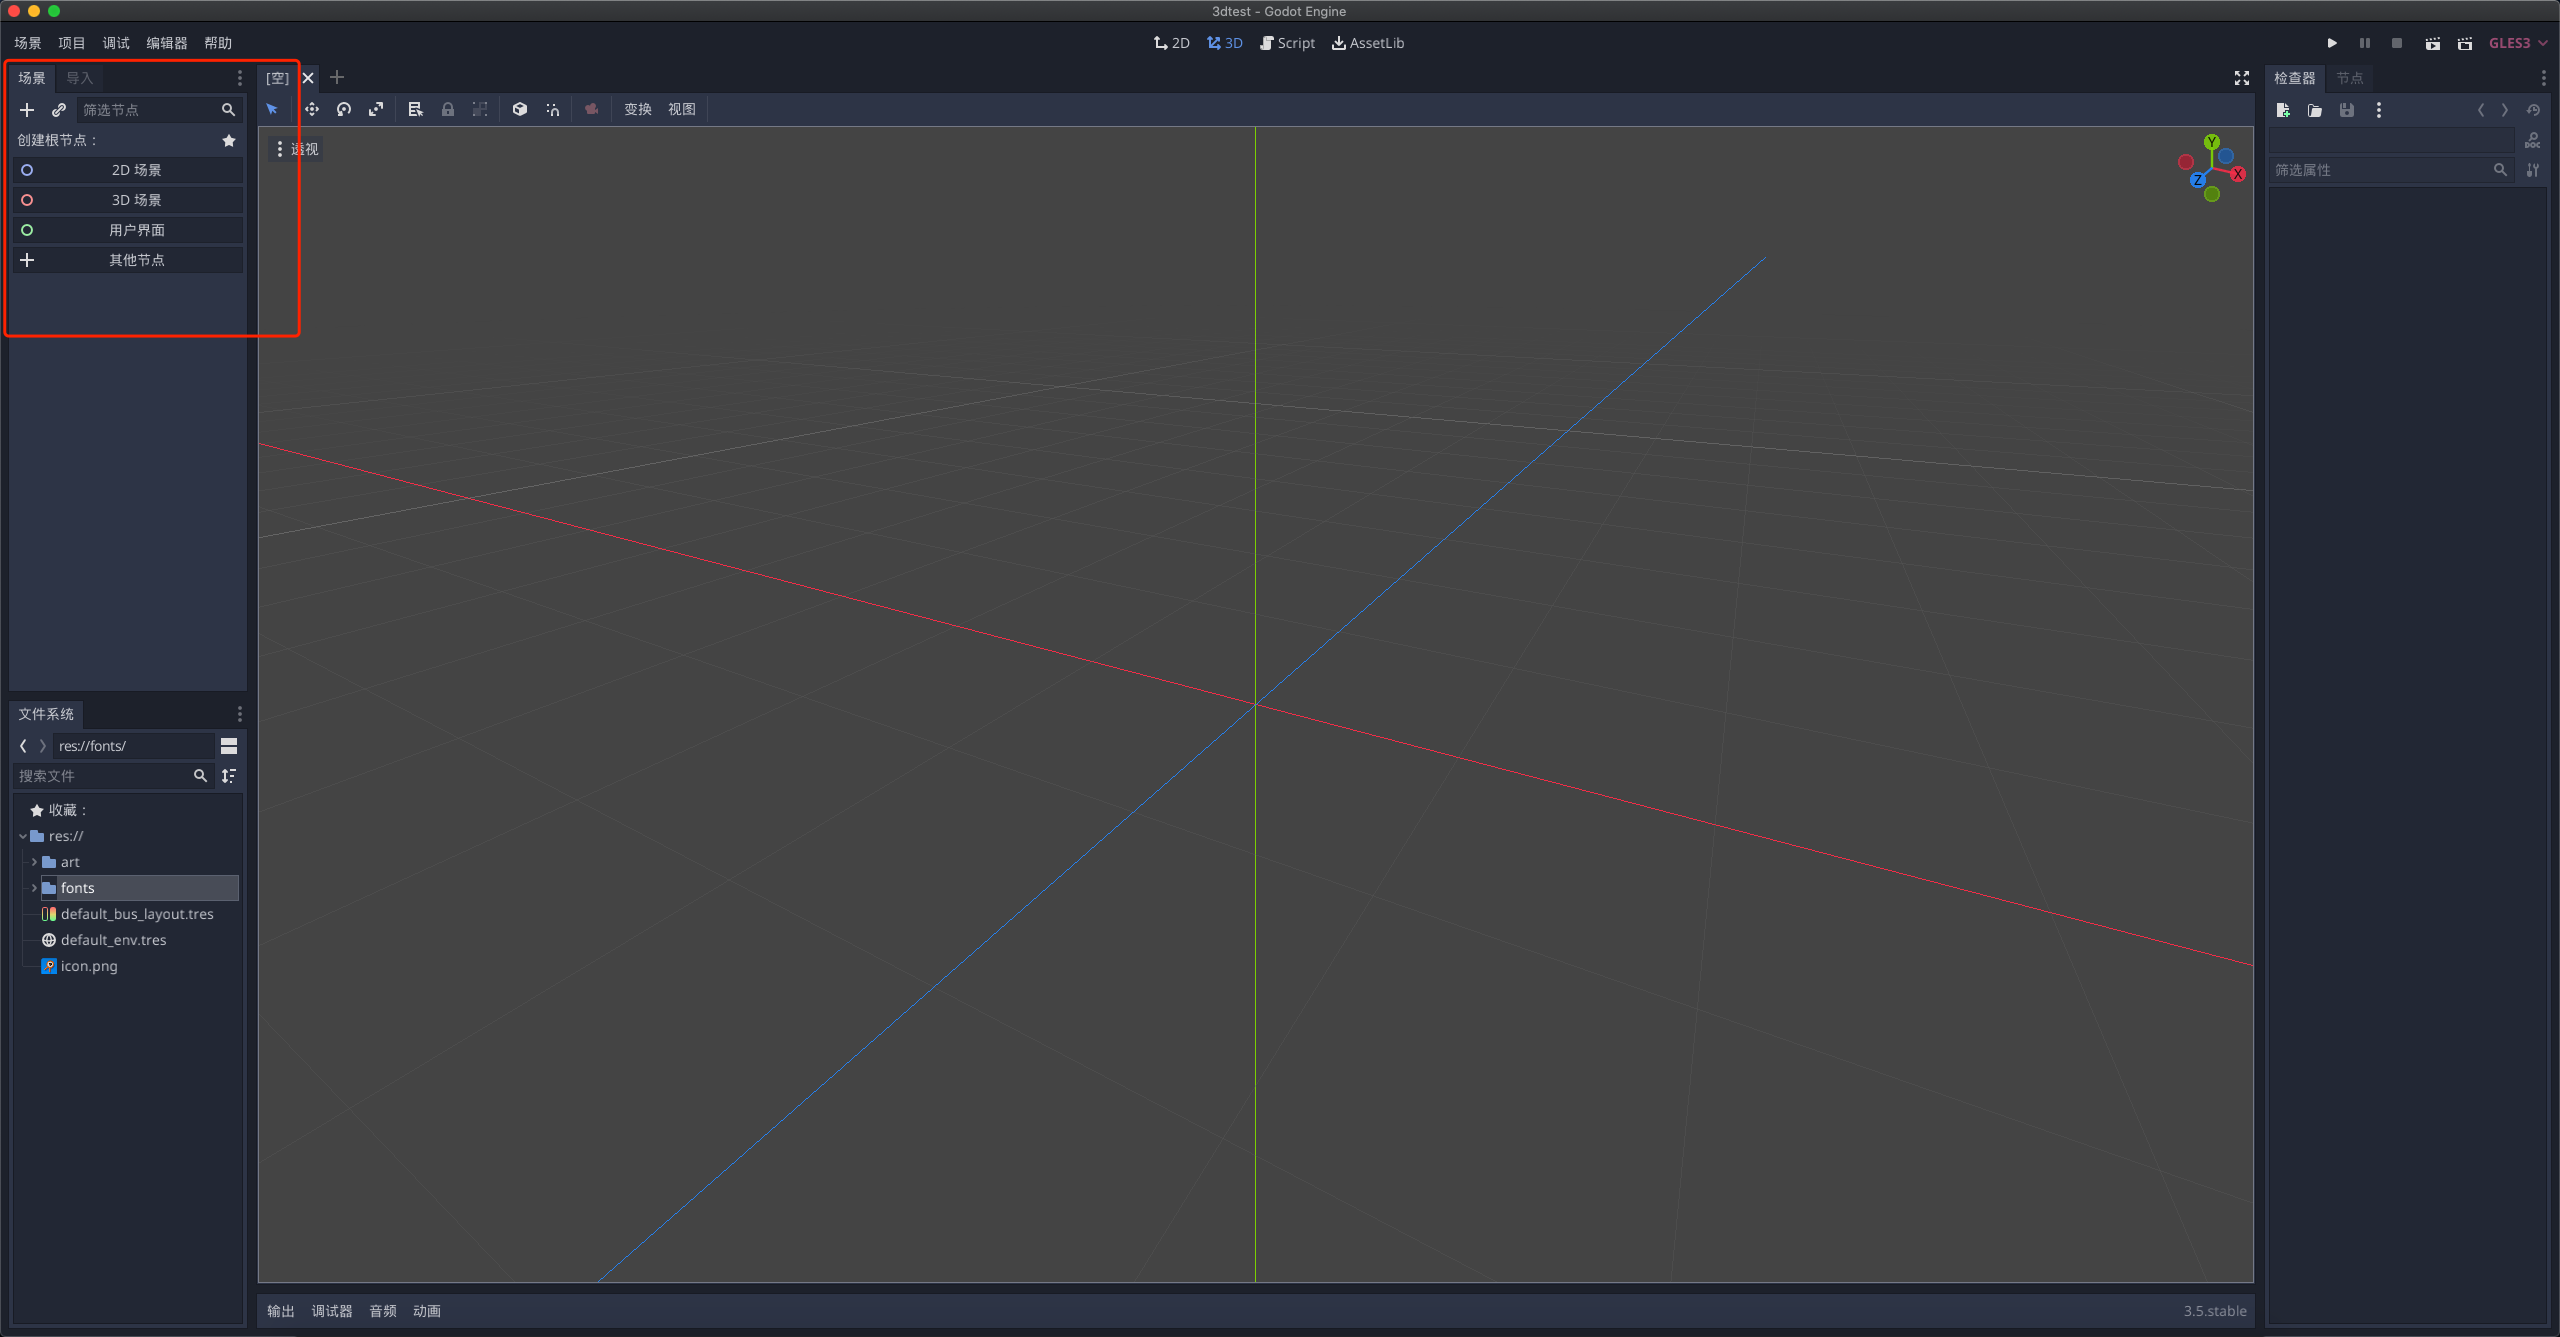 3dtest - Godot Engine
场景 项目 调试 编辑器 帮助
2D 3D Script AssetLib
GLES3
场景 导入
筛选节点
创建根节点：
2D 场景
3D 场景
用户界面
其他节点
[空]
变换 视图
透视
Y
X
Z
检查器 节点
DOC
筛选属性
文件系统
res://fonts/
搜索文件
收藏：
res://
art
fonts
default_bus_layout.tres
default_env.tres
icon.png
输出 调试器 音频 动画
3.5.stable